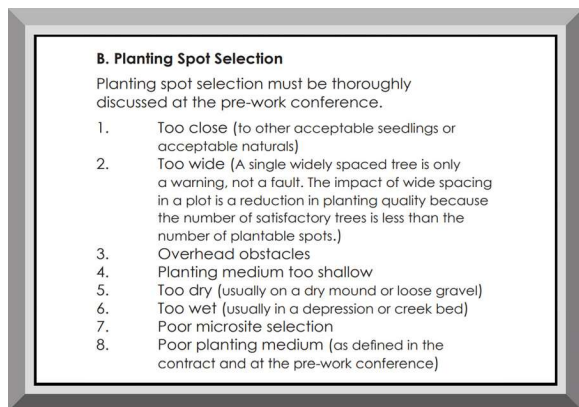 B. Planting Spot Selection
Planting spot selection must be thoroughly
discussed at the pre-work conference.
1. Too close (to other acceptable seedlings or
acceptable naturals)
2. Too wide (A single widely spaced tree is only
a warning, not a fault. The impact of wide spacing
in a plot is a reduction in planting quality because
the number of satisfactory trees is less than the
number of plantable spots.)
3. Overhead obstacles
4. Planting medium too shallow
5. Too dry (usually on a dry mound or loose gravel)
6. Too wet (usually in a depression or creek bed)
7. Poor microsite selection
8. Poor planting medium (as defined in the
contract and at the pre-work conference)